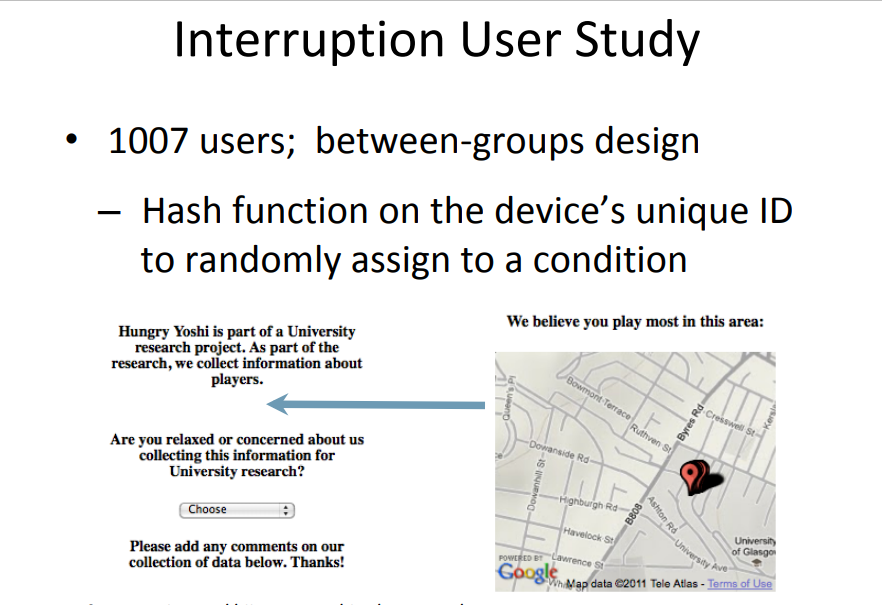 Interruption User Study
• 1007 users; between-groups design
– Hash function on the device's unique ID
to randomly assign to a condition
Hungry Yoshi is part of a University
research project. As part of the
research, we collect information about
players.
Are you relaxed or concerned about us
collecting this information for
University research?
Choose
Please add any comments on our
collection of data below. Thanks!
We believe you play most in this area:
Queen's Pl
Bowmont Terrace
Ruthven St
Byres Rd
Cresswell St
Dowanside Rd
Dowanhill St
Highburgh Rd
B808
Ashton Rd
Havelock St
Lawrence St
University Ave
University
of Glasgo
POWERED BY
Google
Map data ©2011 Tele Atlas - Terms of Use